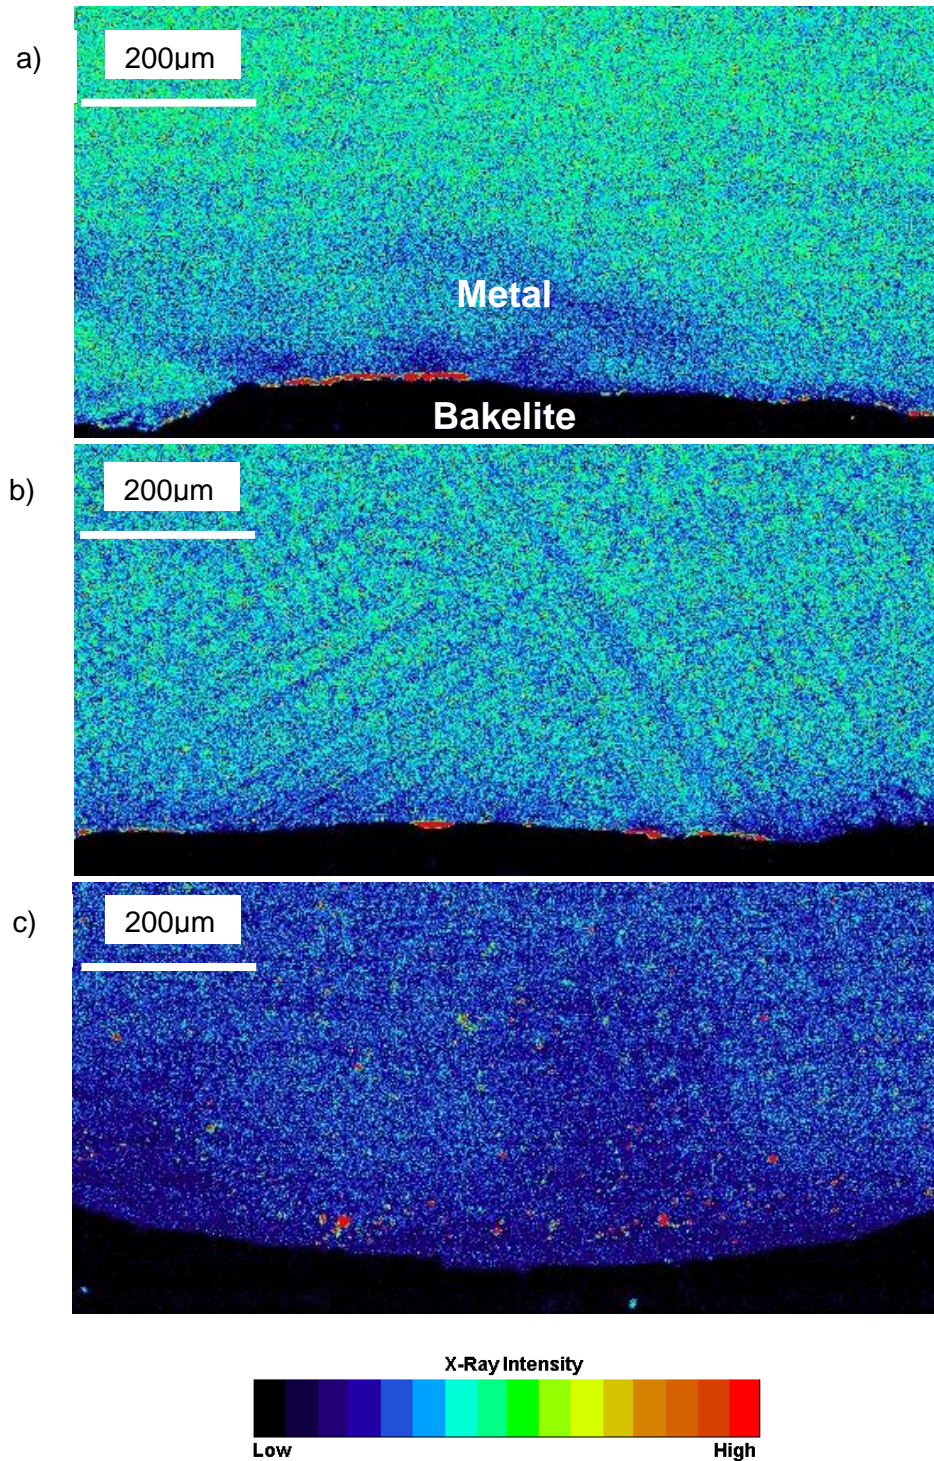 a)
200µm
Metal
Bakelite
b)
200µm
c)
200µm
X-Ray Intensity
Low High